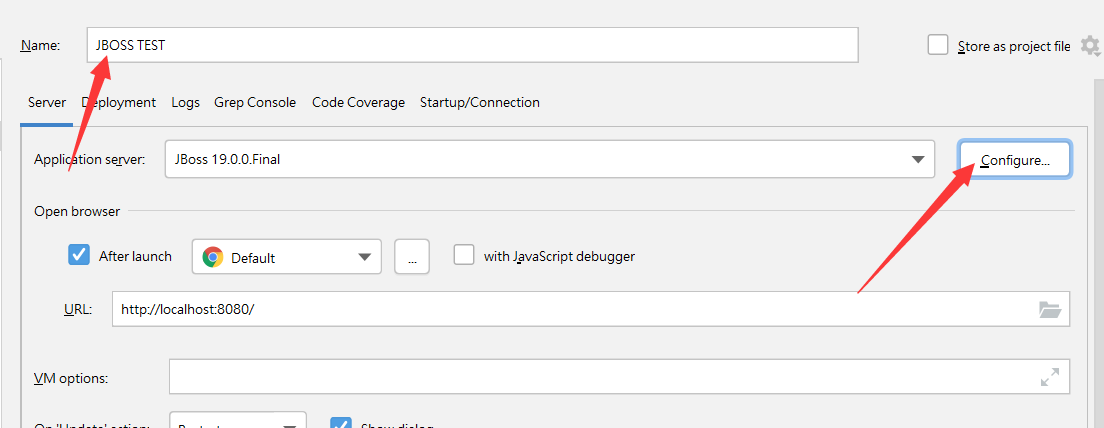 Name: JBOSS TEST Store as project file
Server Deployment Logs Grep Console Code Coverage Startup/Connection
Application server: JBoss 19.0.0.Final Configure...
Open browser
After launch Default ... with JavaScript debugger
URL: http://localhost:8080/
VM options:
On 'Update' action: Show dialog